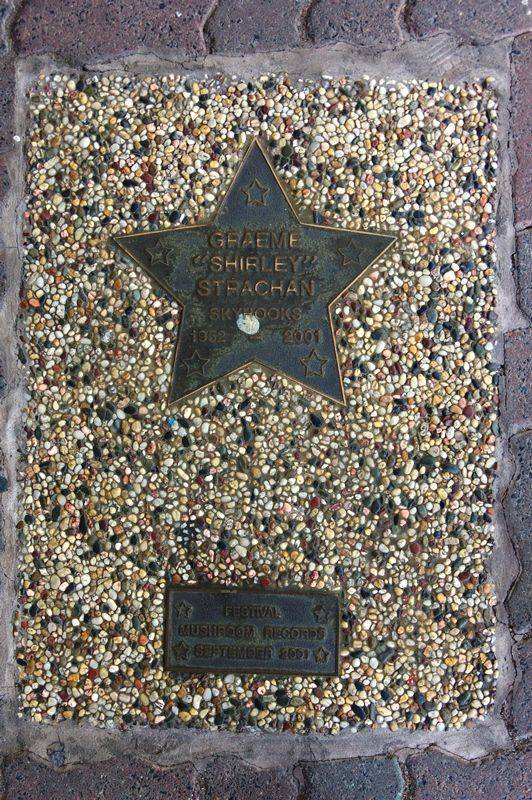 GRAEME
"SHIRLEY"
STRACHAN
SKYHOOKS
1952 - 2001
FESTIVAL
MUSHROOM RECORDS
SEPTEMBER 2001